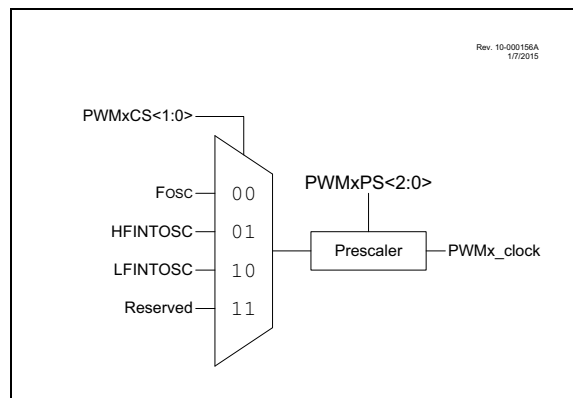 Rev. 10-000156A
1/7/2015
PWMxCS<1:0>
FOSC 00
PWMxPS<2:0>
HFINTOSC 01
Prescaler PWMx_clock
LFINTOSC 10
Reserved 11